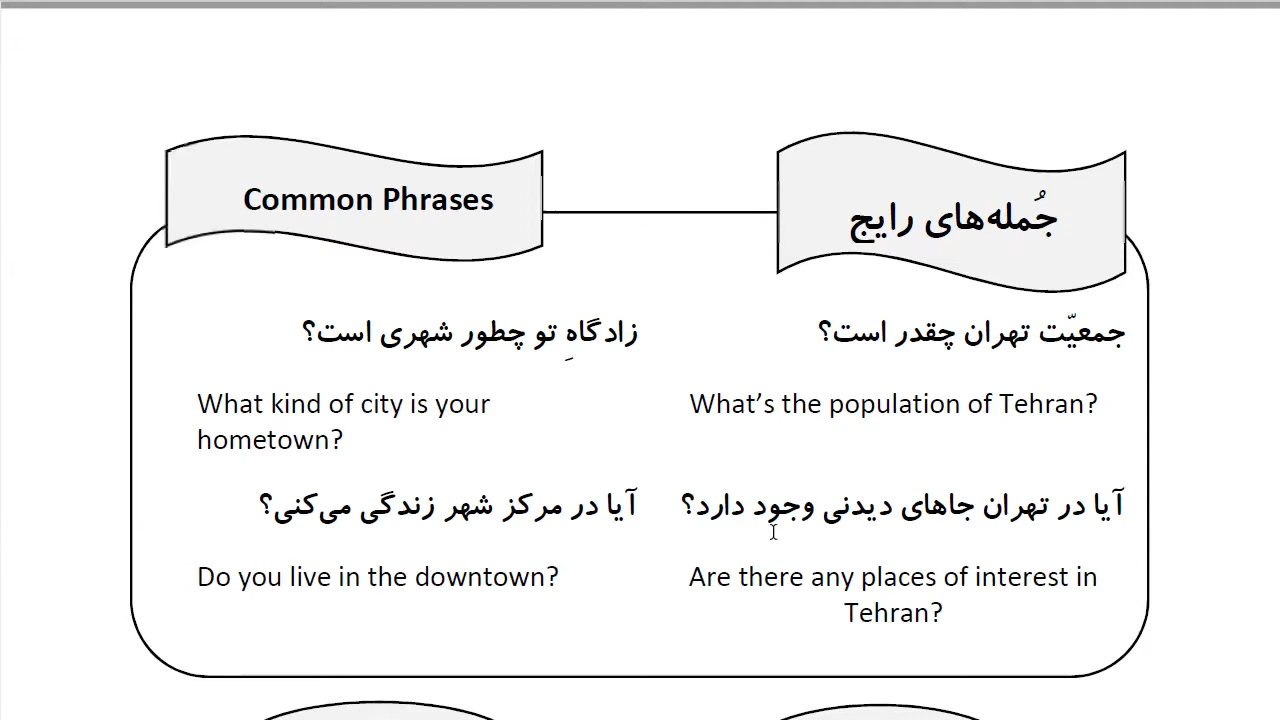 Common Phrases
جُمله‌های رایج
زادگاهِ تو چطور شهری است؟
جمعیّت تهران چقدر است؟
What kind of city is your
hometown?
What's the population of Tehran?
آیا در مرکز شهر زندگی می‌کنی؟
آیا در تهران جاهای دیدنی وجود دارد؟
Do you live in the downtown?
Are there any places of interest in
Tehran?